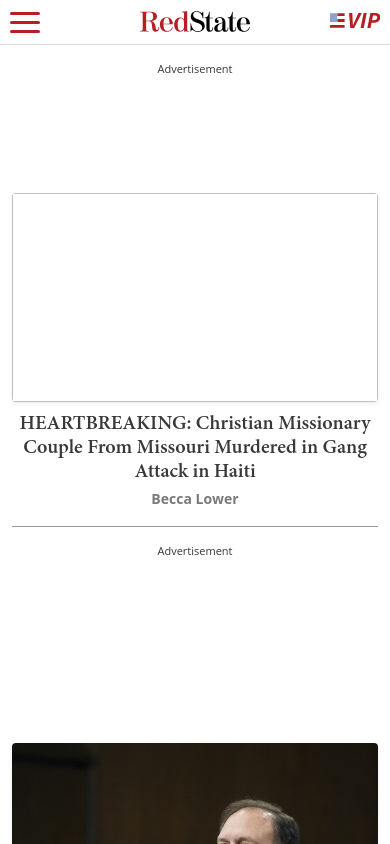 RedState
VIP
Advertisement
HEARTBREAKING: Christian Missionary
Couple From Missouri Murdered in Gang
Attack in Haiti
Becca Lower
Advertisement